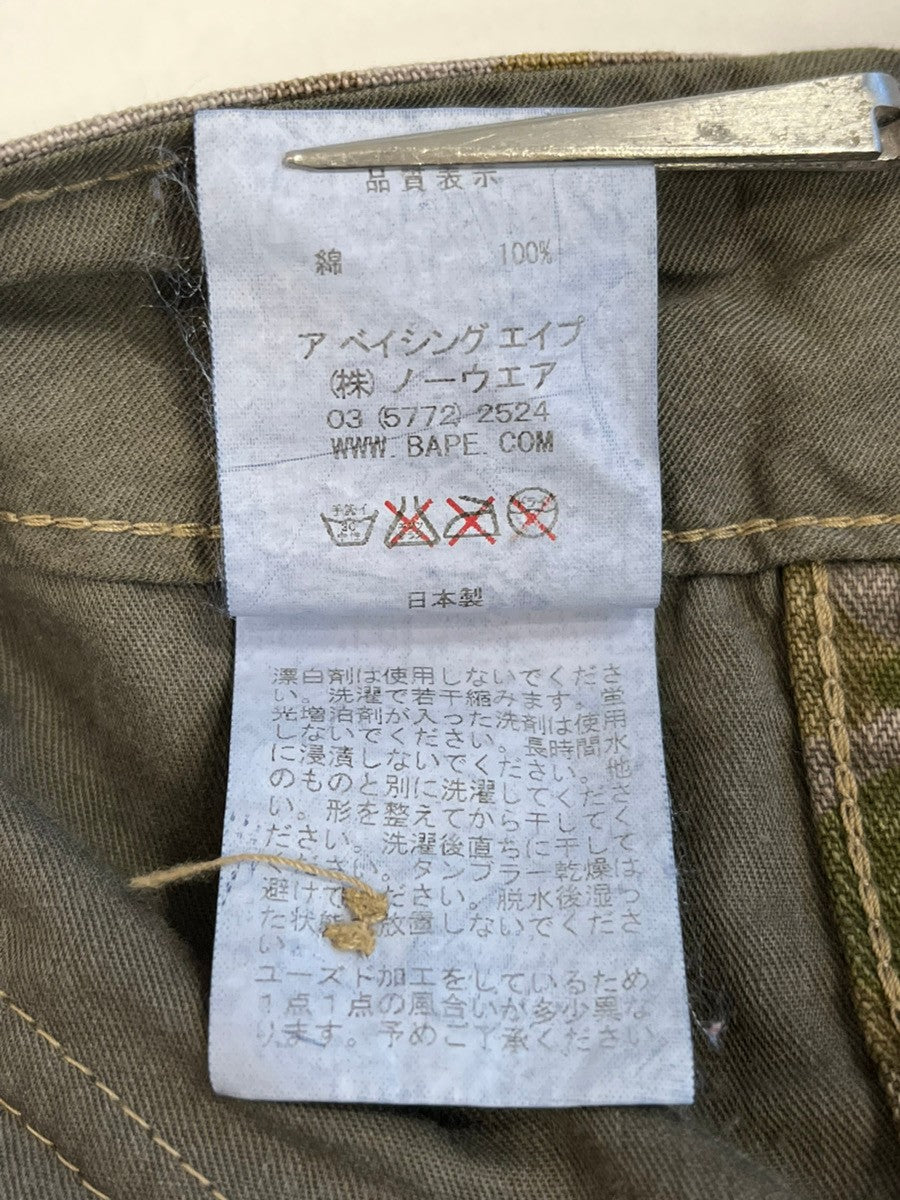 品質表示
綿 100%
ア ベイシング エイプ
(株) ノーウエア
03 (5772) 2524
WWW. BAPE. COM
手洗イ
30
中性
日本製
漂白剤は使用しないでくださ
い。洗濯で若干縮みます。蛍
光増泊剤が入った洗剤は使用
しないでください。長時間水
に浸漬しないでください。他
のものと別に洗濯してくださ
い。形を整えてから干してく
ださい。洗濯後直ちに干して
ください。タンブラー乾燥は
避けてください。脱水後湿っ
た状態で放置しないでくださ
い。
ユーズド加工をしているため
1点1点の風合いが多少異な
ります。予めご了承ください